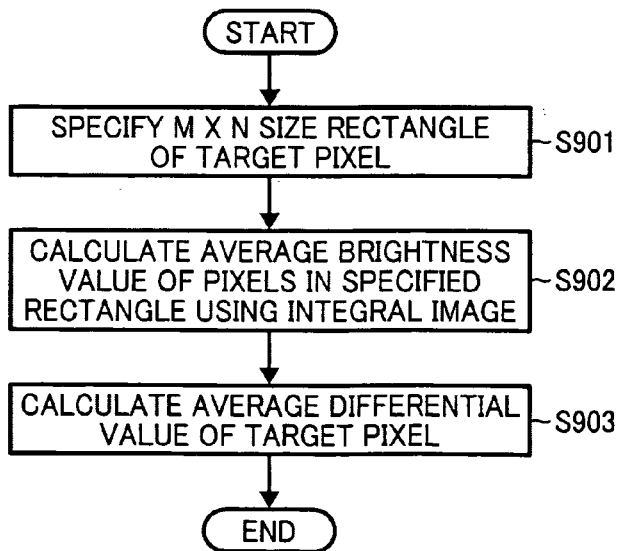 START
SPECIFY M X N SIZE RECTANGLE
OF TARGET PIXEL
~S901
CALCULATE AVERAGE BRIGHTNESS
VALUE OF PIXELS IN SPECIFIED
RECTANGLE USING INTEGRAL IMAGE
~S902
CALCULATE AVERAGE DIFFERENTIAL
VALUE OF TARGET PIXEL
~S903
END